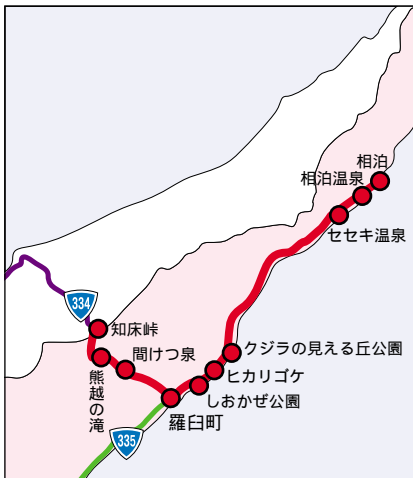 相泊
相泊温泉
セセキ温泉
334
知床峠
クジラの見える丘公園
間けつ泉
熊越の滝
ヒカリゴケ
しおかぜ公園
羅臼町
335